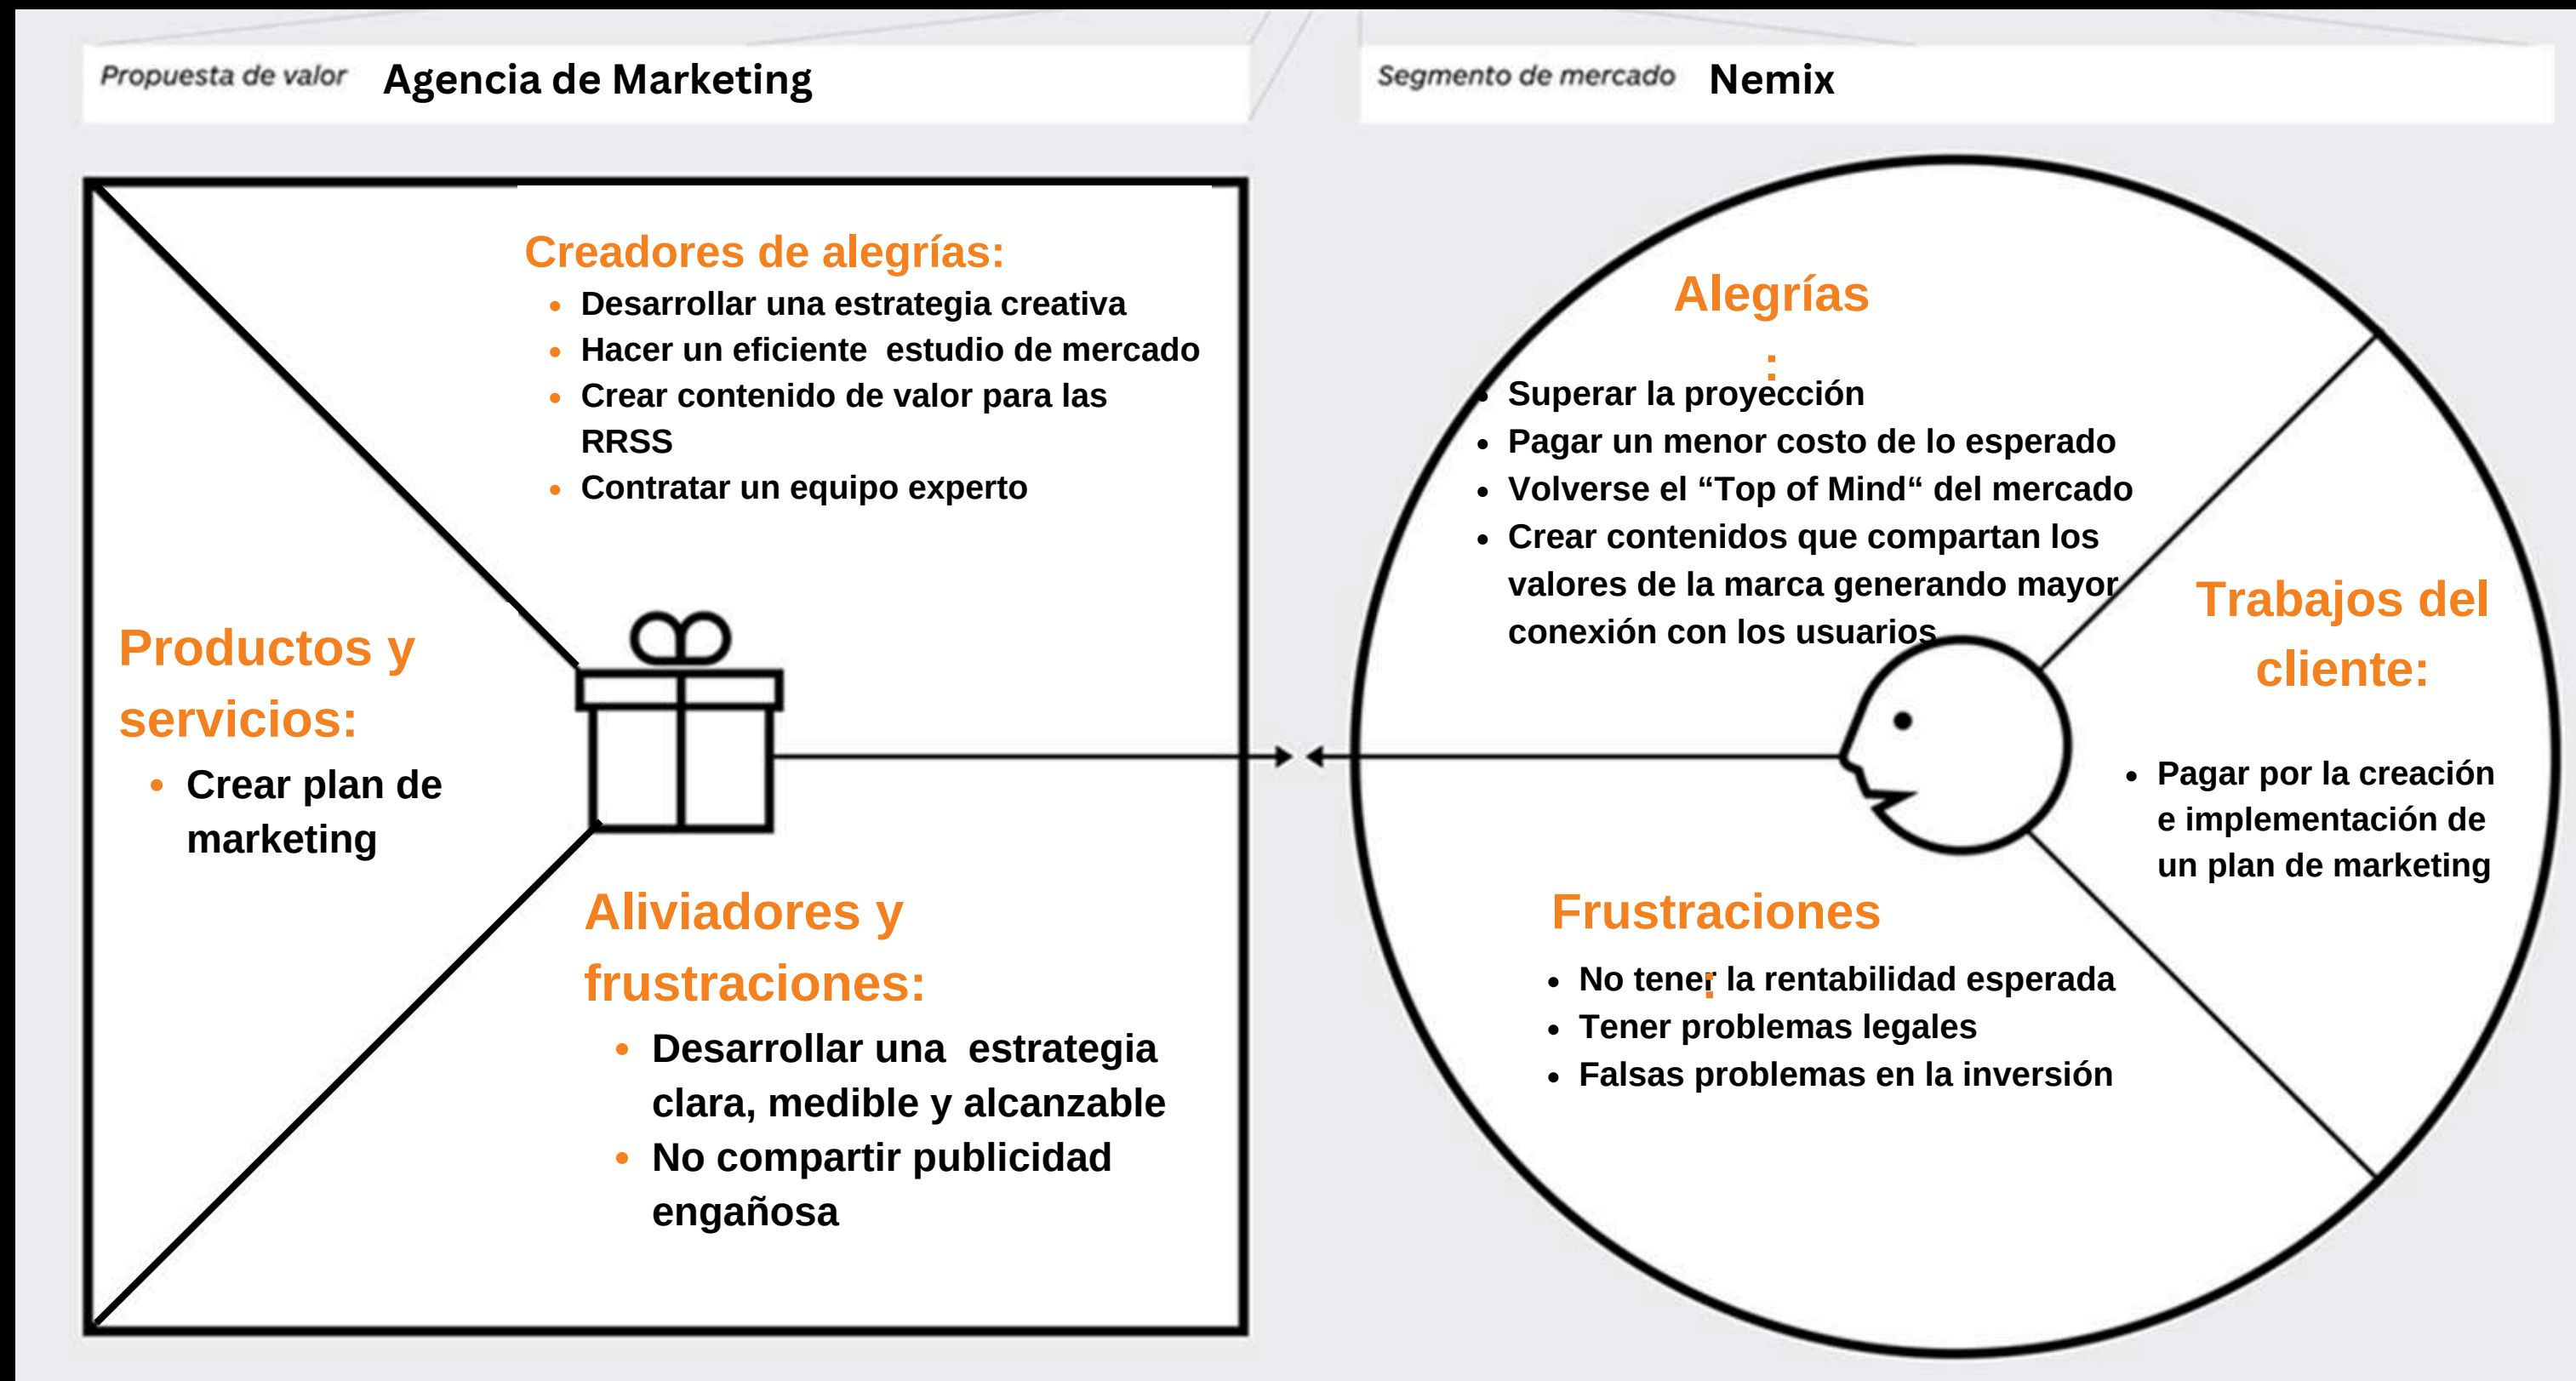 Propuesta de valor Agencia de Marketing
Segmento de mercado Nemix
Creadores de alegrías:
Desarrollar una estrategia creativa
Hacer un eficiente estudio de mercado
Crear contenido de valor para las
RRSS
Contratar un equipo experto
Productos y
servicios:
Crear plan de
marketing
Aliviadores y
frustraciones:
Desarrollar una estrategia
clara, medible y alcanzable
No compartir publicidad
engañosa
Alegrías
:
Superar la proyección
Pagar un menor costo de lo esperado
Volverse el “Top of Mind“ del mercado
Crear contenidos que compartan los
valores de la marca generando mayor
conexión con los usuarios
Trabajos del
cliente:
Pagar por la creación
e implementación de
un plan de marketing
Frustraciones
:
No tener la rentabilidad esperada
Tener problemas legales
Falsas problemas en la inversión